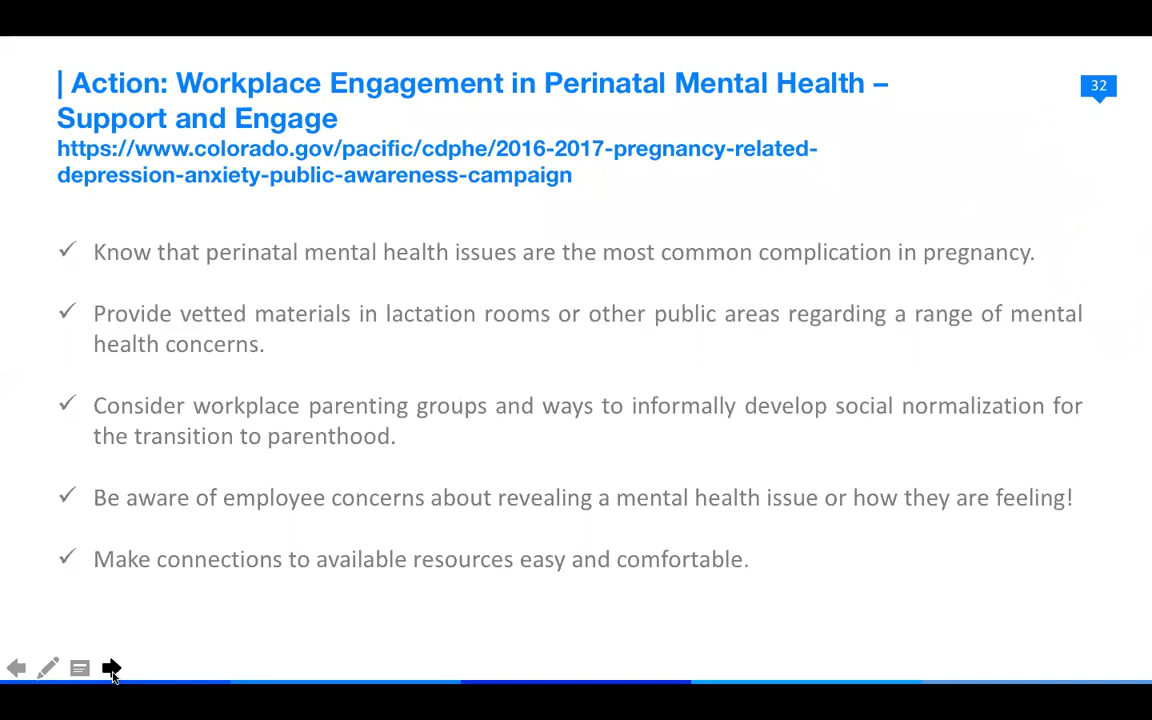 | Action: Workplace Engagement in Perinatal Mental Health –
Support and Engage
https://www.colorado.gov/pacific/cdphe/2016-2017-pregnancy-related-
depression-anxiety-public-awareness-campaign
32
✓ Know that perinatal mental health issues are the most common complication in pregnancy.
✓ Provide vetted materials in lactation rooms or other public areas regarding a range of mental
health concerns.
✓ Consider workplace parenting groups and ways to informally develop social normalization for
the transition to parenthood.
✓ Be aware of employee concerns about revealing a mental health issue or how they are feeling!
✓ Make connections to available resources easy and comfortable.